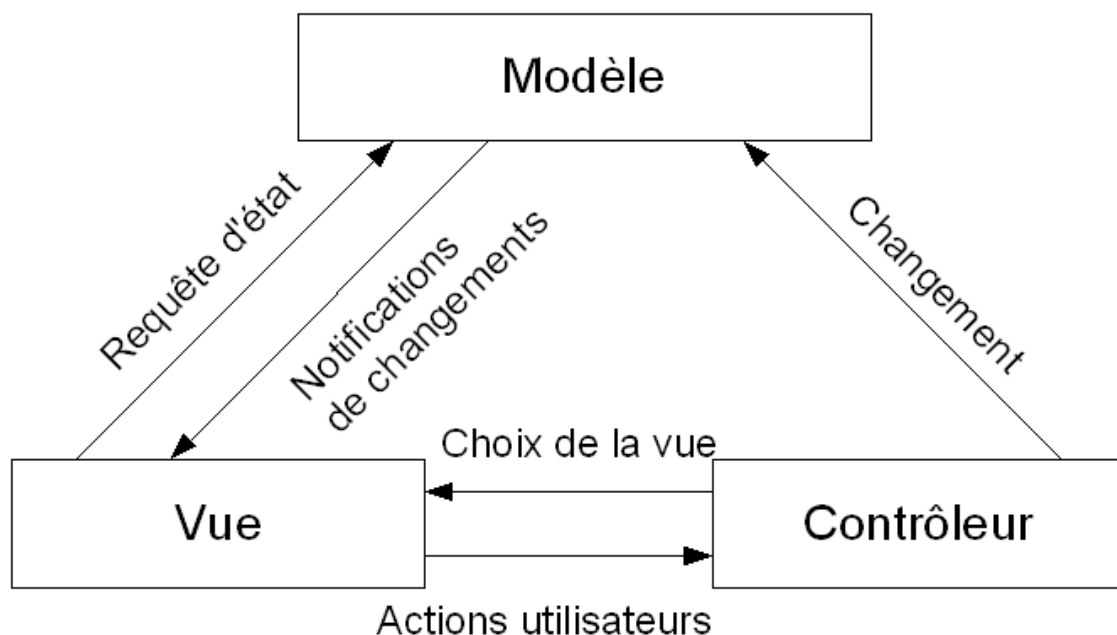 Modèle
Requête d'état
Notifications
de changements
Changement
Choix de la vue
Vue
Contrôleur
Actions utilisateurs